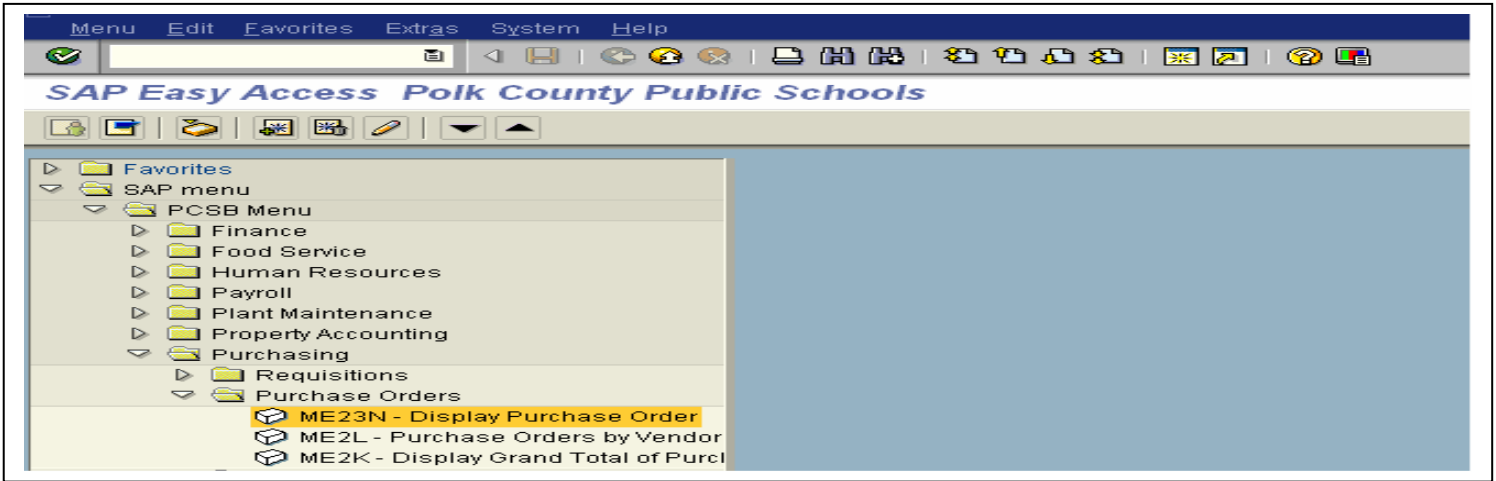 Menu Edit Favorites Extras System Help
SAP Easy Access Polk County Public Schools
Favorites
SAP menu
PCSB Menu
Finance
Food Service
Human Resources
Payroll
Plant Maintenance
Property Accounting
Purchasing
Requisitions
Purchase Orders
ME23N - Display Purchase Order
ME2L - Purchase Orders by Vendor
ME2K - Display Grand Total of Purcl